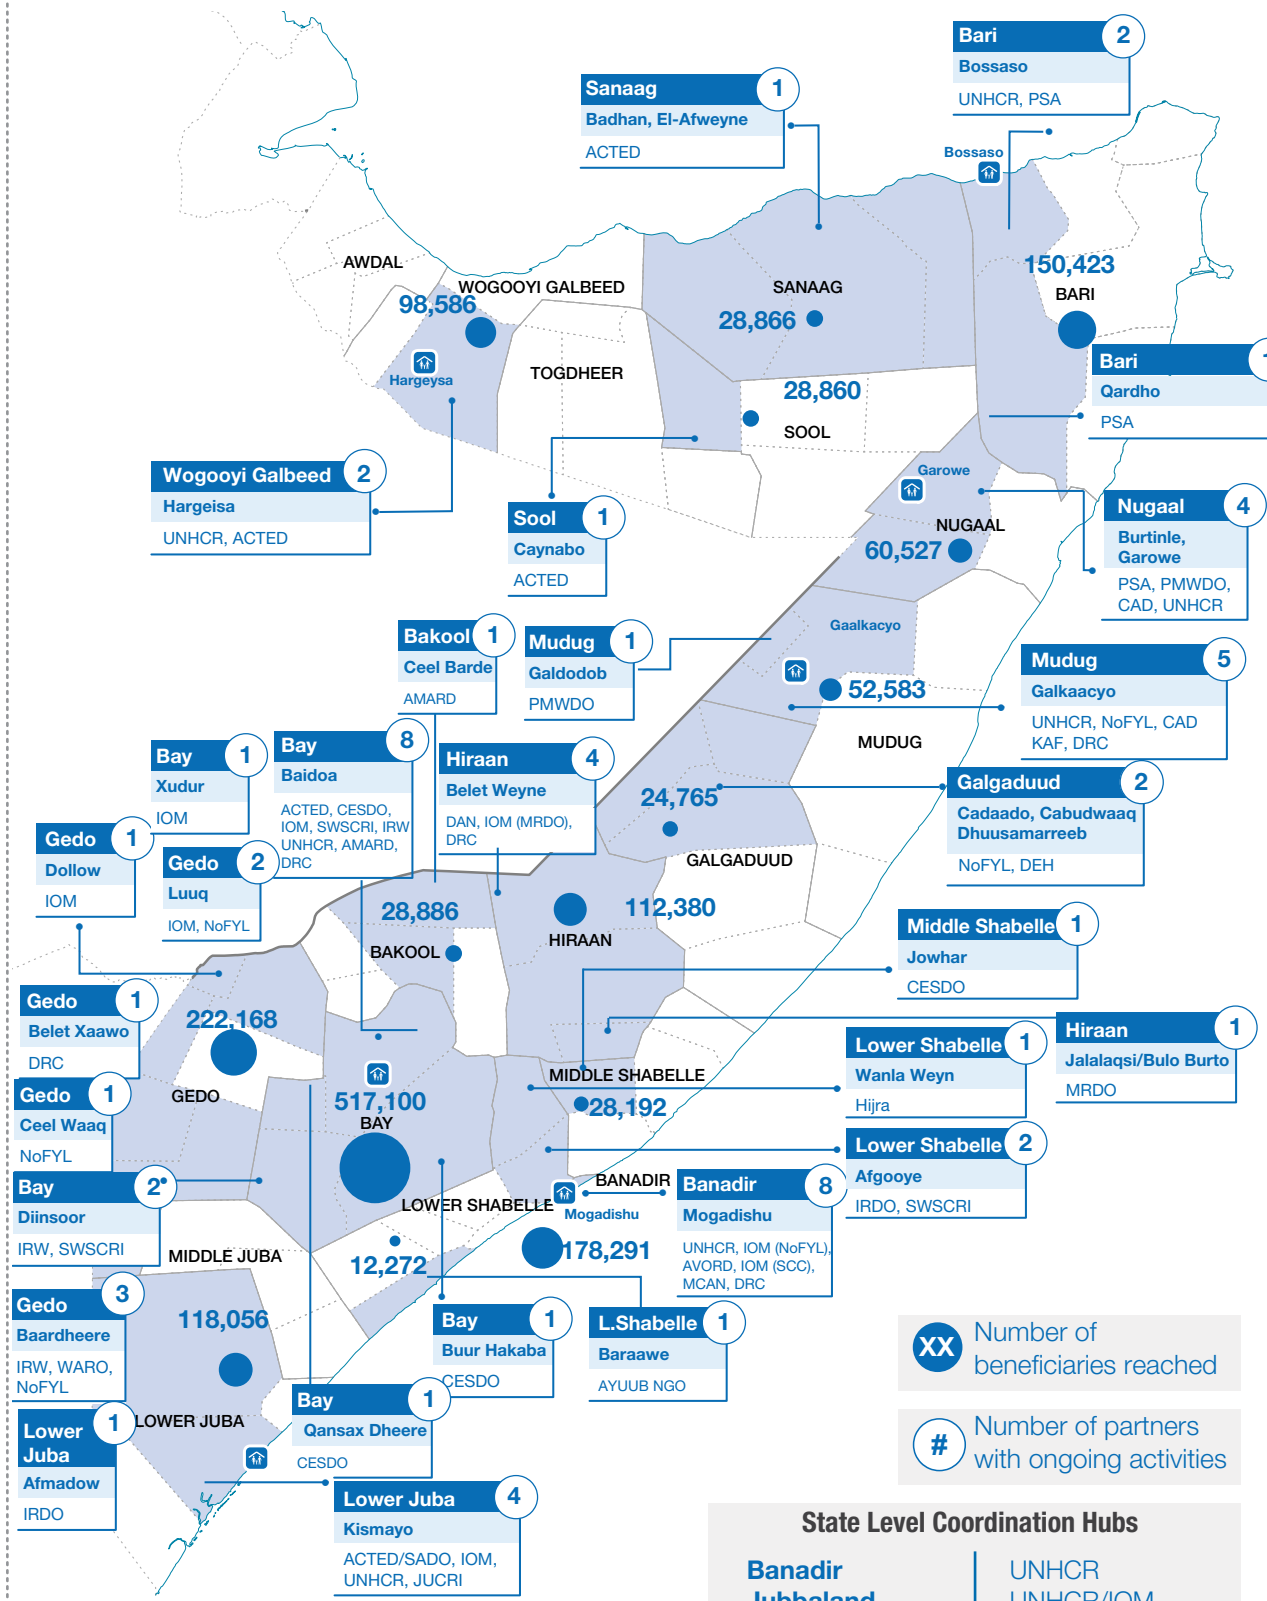 Bari 2
Bossaso
UNHCR, PSA
Sanaag 1
Badhan, El-Afweyne
ACTED
Bossaso
AWDAL
WOGOOYI GALBEED
98,586
SANAAG
28,866
150,423
BARI
Hargeysa
TOGDHEER
28,860
SOOL
Bari
Qardho
PSA
Wogooyi Galbeed 2
Hargeisa
UNHCR, ACTED
Sool 1
Caynabo
ACTED
Garowe
NUGAAL
60,527
Nugaal 4
Burtinle,
Garowe
PSA, PMWDO,
CAD, UNHCR
Bakool 1
Ceel Barde
AMARD
Mudug 1
Galdodob
PMWDO
Gaalkacyo
52,583
MUDUG
Mudug 5
Galkaacyo
UNHCR, NoFYL, CAD
KAF, DRC
Bay 1
Xudur
IOM
Bay 8
Baidoa
ACTED, CESDO,
IOM, SWSCRI, IRW
UNHCR, AMARD,
DRC
Hiraan 4
Belet Weyne
DAN, IOM (MRDO),
DRC
24,765
GALGADUUD
Galgaduud 2
Cadaado, Cabudwaaq
Dhuusamarreeb
NoFYL, DEH
Gedo 1
Dollow
IOM
Gedo 2
Luuq
IOM, NoFYL
28,886
BAKOOL
112,380
HIRAAN
Middle Shabelle 1
Jowhar
CESDO
Gedo 1
Belet Xaawo
DRC
222,168
GEDO
Hiraan 1
Jalalaqsi/Bulo Burto
MRDO
Lower Shabelle 1
Wanla Weyn
Hijra
MIDDLE SHABELLE
28,192
Gedo 1
Ceel Waaq
NoFYL
517,100
BAY
Lower Shabelle 2
Afgooye
IRDO, SWSCRI
Bay 2
Diinsoor
IRW, SWSCRI
BANADIR
LOWER SHABELLE
Mogadishu
178,291
Banadir 8
Mogadishu
UNHCR, IOM (NoFYL),
AVORD, IOM (SCC),
MCAN, DRC
MIDDLE JUBA
12,272
Gedo 3
Baardheere
IRW, WARO,
NoFYL
118,056
Bay 1
Buur Hakaba
CESDO
L.Shabelle 1
Baraawe
AYUUB NGO
XX Number of
beneficiaries reached
Bay 1
Qansax Dheere
CESDO
Lower 1
Juba
Afmadow
IRDO
LOWER JUBA
# Number of partners
with ongoing activities
Lower Juba 4
Kismayo
ACTED/SADO, IOM,
UNHCR, JUCRI
State Level Coordination Hubs
Banadir UNHCR
Jubbaland UNHCR/IOM